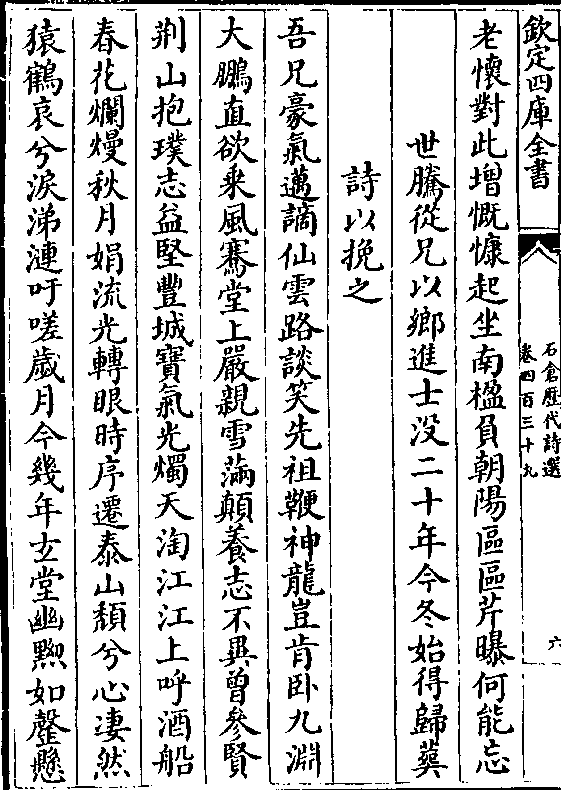 欽定四庫全書
石倉歷代詩選
卷四百三十九
六
老懷對此增慨慷起坐南楹負朝陽區區芹曝何能忘
世騰從兄以鄉進士没二十年今冬始得歸葬
詩以挽之
吾兄豪氣邁謫仙雲路談笑先祖鞭神龍豈肯卧九淵
大鵬直欲乘風騫堂上嚴親雪滿顛養志不異曾參賢
荆山抱璞志益堅豐城寳氣光燭天淘江江上呼酒船
春花爛熳秋月娟流光轉眼時序遷泰山頹兮心淒然
猿鶴哀兮淚涕漣吁嗟歲月今幾年玄堂幽黙如罄懸